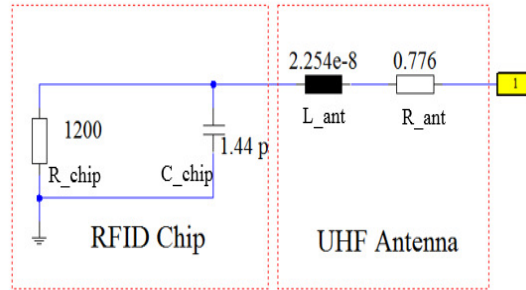 2.254e-8 0.776
1
L_ant R_ant
1200
1.44 p
R_chip C_chip
RFID Chip UHF Antenna